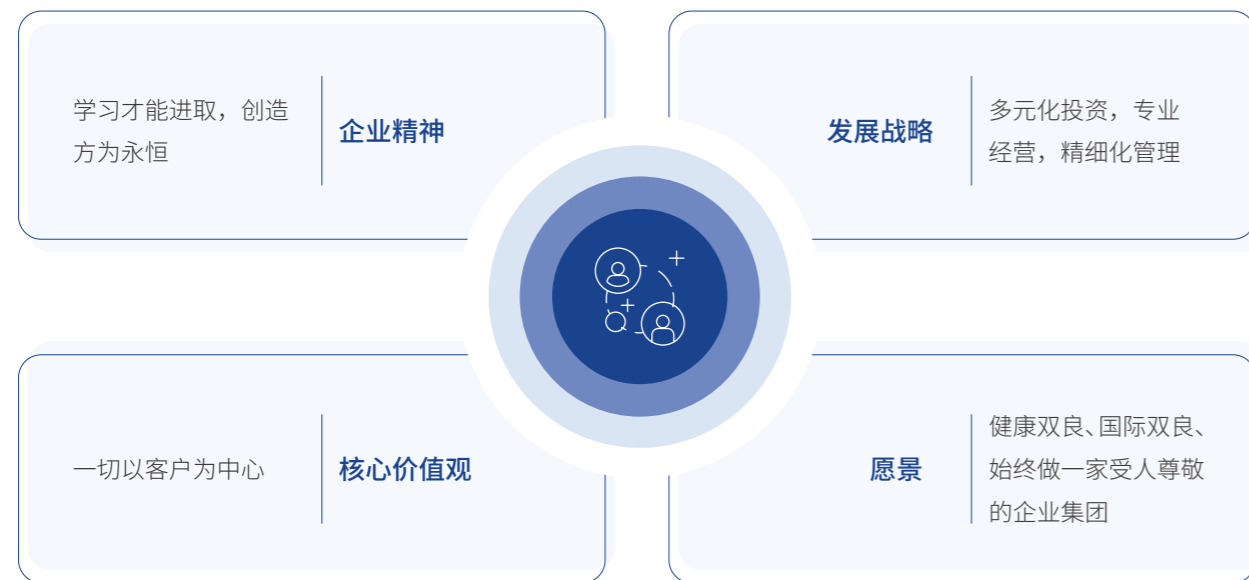 学习才能进取，创造
方为永恒
企业精神
发展战略
多元化投资，专业
经营，精细化管理
一切以客户为中心
核心价值观
愿景
健康双良、国际双良、
始终做一家受人尊敬
的企业集团